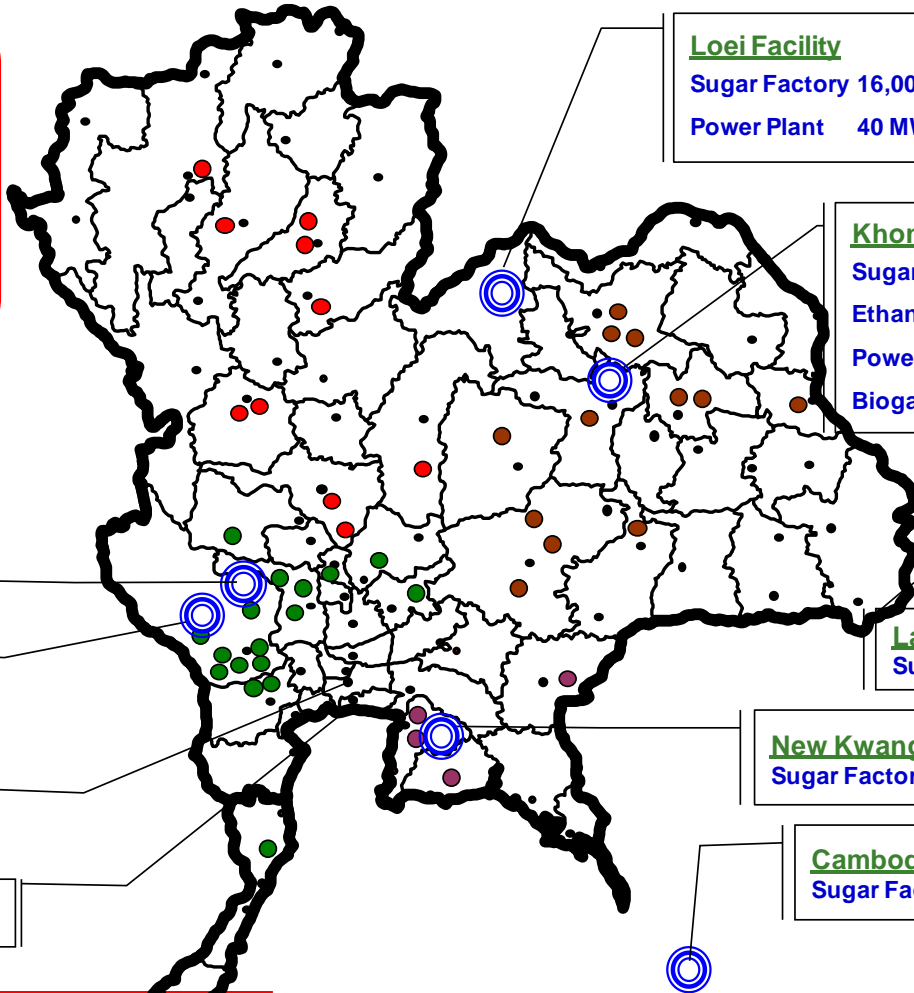 Loei Facility
Sugar Factory 16,00
Power Plant 40 MW
Khon
Sugar
Ethan
Powe
Bioga
La
Su
New Kwang
Sugar Factor
Cambod
Sugar Fac